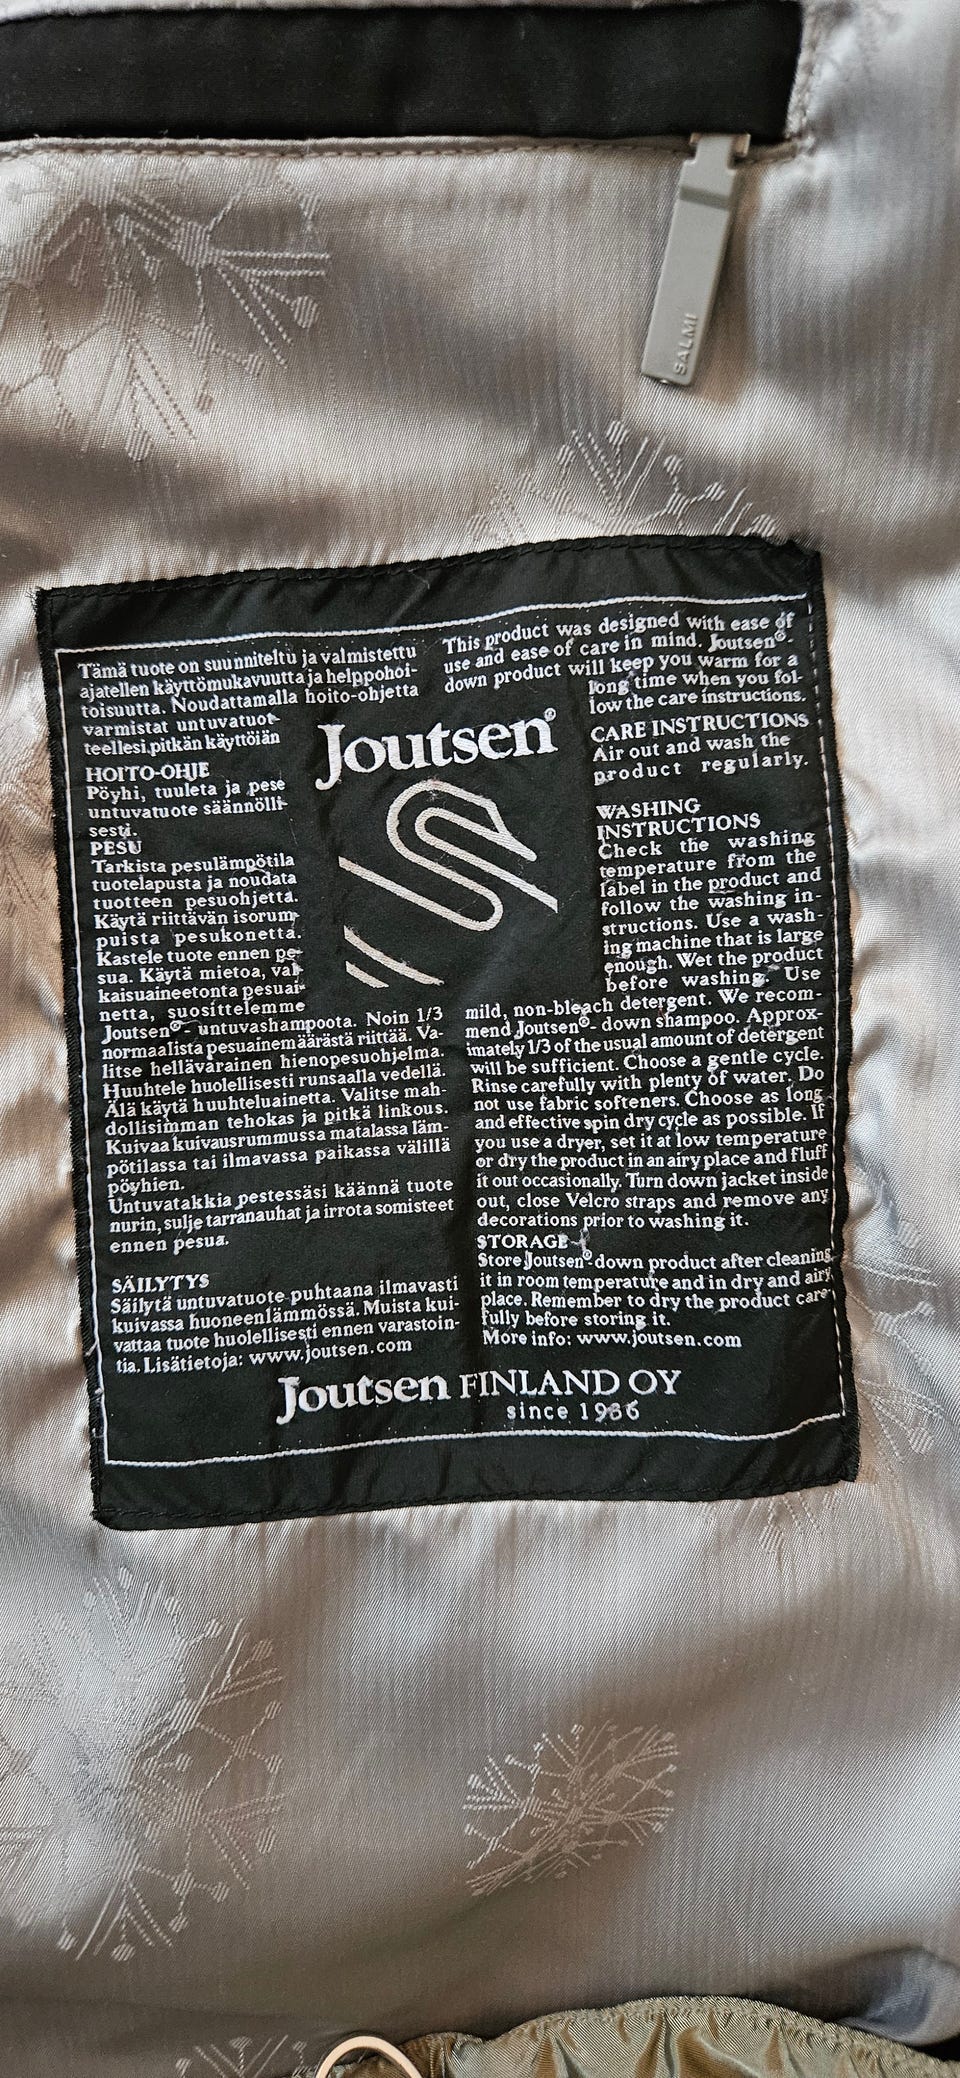 SALMI
Tämä tuote on suunniteltu ja valmistettu
ajatellen käyttömukavuutta ja helppohoi-
toisuutta. Noudattamalla hoito-ohjetta
varmistat untuvatuot-
teellesi pitkän käyttöiän
HOITO-OHJE
Pöyhi, tuuleta ja pese
untuvatuote säännölli-
sesti.
PESU
Tarkista pesulämpötila
tuotelapusta ja noudata
tuotteen pesuohjetta.
Käytä riittävän isorum-
puista pesukonetta.
Kastele tuote ennen pe-
sua. Käytä mietoa, val-
kaisuaineetonta pesuai-
netta, suosittelemme
Joutsen®- untuvashampoota. Noin 1/3
normaalista pesuainemäärästä riittää. Va-
litse hellävarainen hienopesuohjelma.
Huuhtele huolellisesti runsaalla vedellä.
Älä käytä huuhteluainetta. Valitse mah-
dollisimman tehokas ja pitkä linkous.
Kuivaa kuivausrummussa matalassa läm-
pötilassa tai ilmavassa paikassa välillä
pöyhien.
Untuvatakkia pestessäsi käännä tuote
nurin, sulje tarranauhat ja irrota somisteet
ennen pesua.
SÄILYTYS
Säilytä untuvatuote puhtaana ilmavasti
kuivassa huoneenlämmössä. Muista kui-
vattaa tuote huolellisesti ennen varastoin-
tia. Lisätietoja: www.joutsen.com
Joutsen®
This product was designed with ease of
use and ease of care in mind. Joutsen®-
down product will keep you warm for a
long time when you fol-
low the care instructions.
CARE INSTRUCTIONS
Air out and wash the
product regularly.
WASHING
INSTRUCTIONS
Check the washing
temperature from the
label in the product and
follow the washing in-
structions. Use a wash-
ing machine that is large
enough. Wet the product
before washing. Use
mild, non-bleach detergent. We recom-
mend Joutsen®- down shampoo. Approx-
imately 1/3 of the usual amount of detergent
will be sufficient. Choose a gentle cycle.
Rinse carefully with plenty of water. Do
not use fabric softeners. Choose as long
and effective spin dry cycle as possible. If
you use a dryer, set it at low temperature
or dry the product in an airy place and fluff
it out occasionally. Turn down jacket inside
out, close Velcro straps and remove any
decorations prior to washing it.
STORAGE
Store Joutsen®-down product after cleaning
it in room temperature and in dry and airy
place. Remember to dry the product care-
fully before storing it.
More info: www.joutsen.com
Joutsen FINLAND OY
since 1936